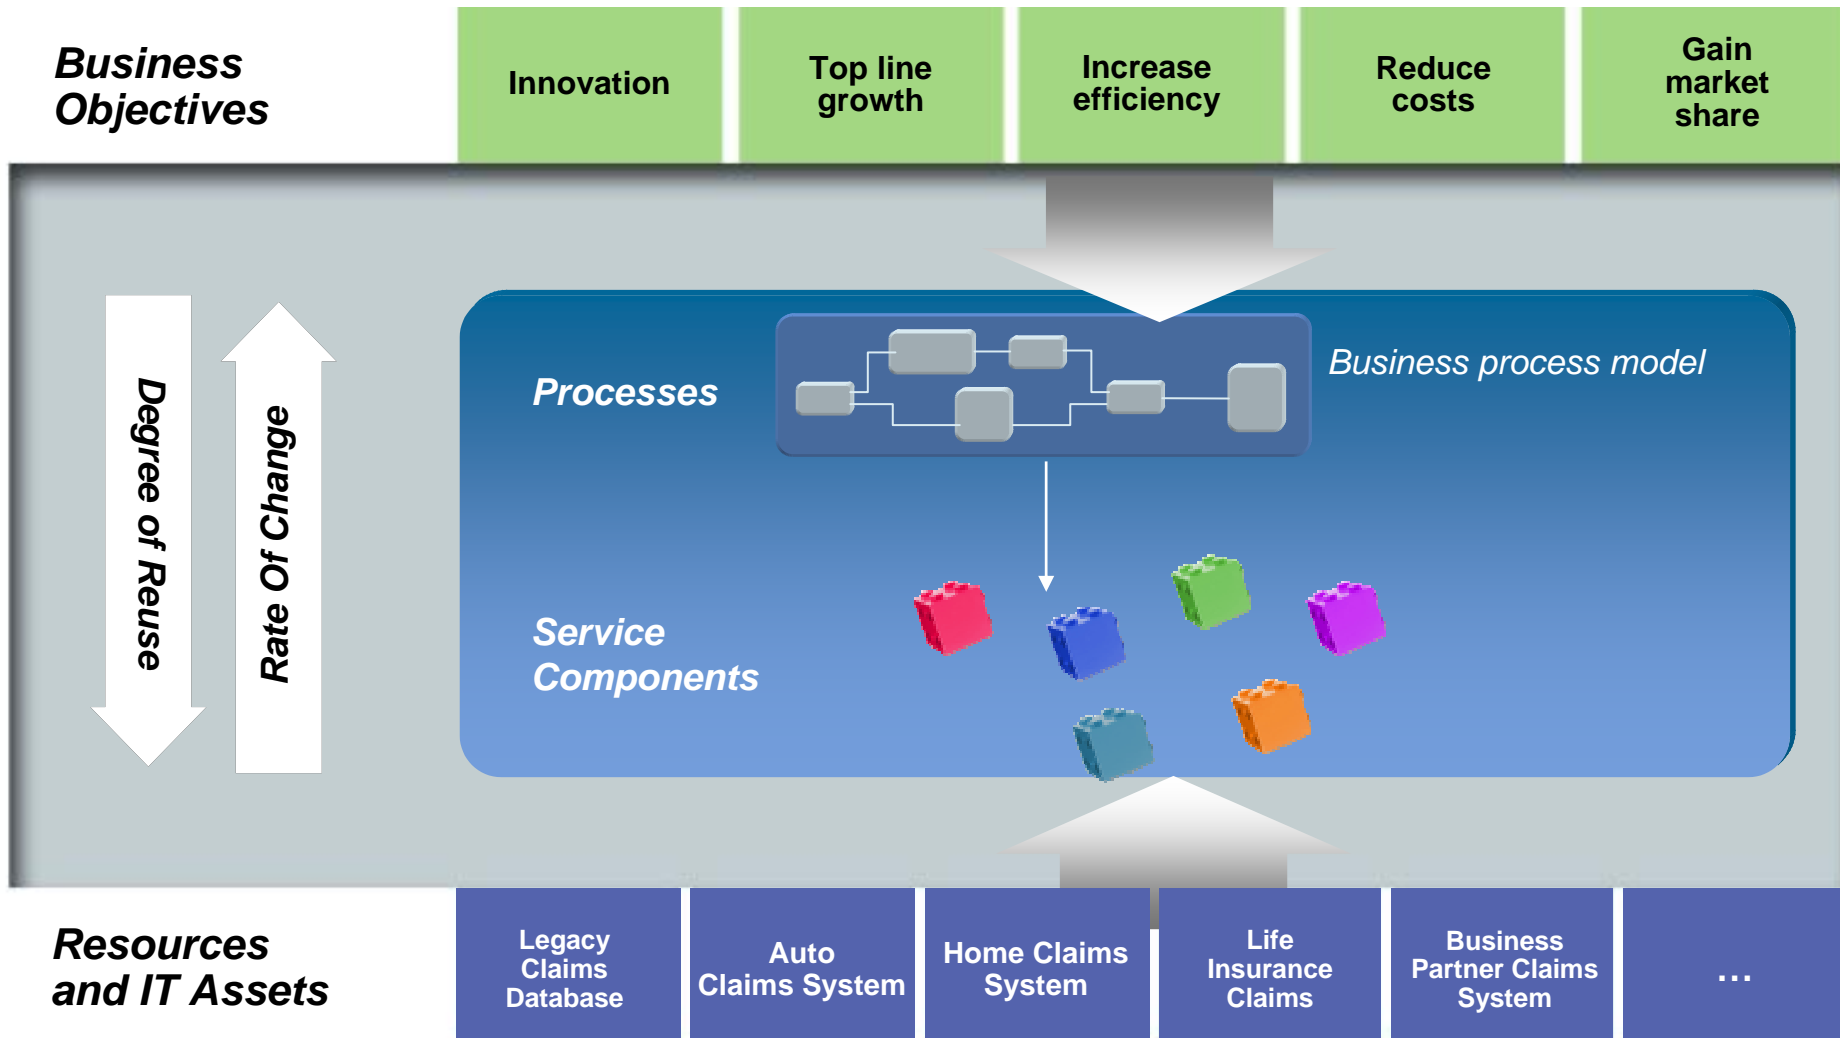 Business
Objectives
Innovation
Top line
growth
Increase
efficiency
Reduce
costs
Gain
market
share
Degree of Reuse
Rate Of Change
Processes
Business process model
Service
Components
Resources
and IT Assets
Legacy
Claims
Database
Auto
Claims System
Home Claims
System
Life
Insurance
Claims
Business
Partner Claims
System
...